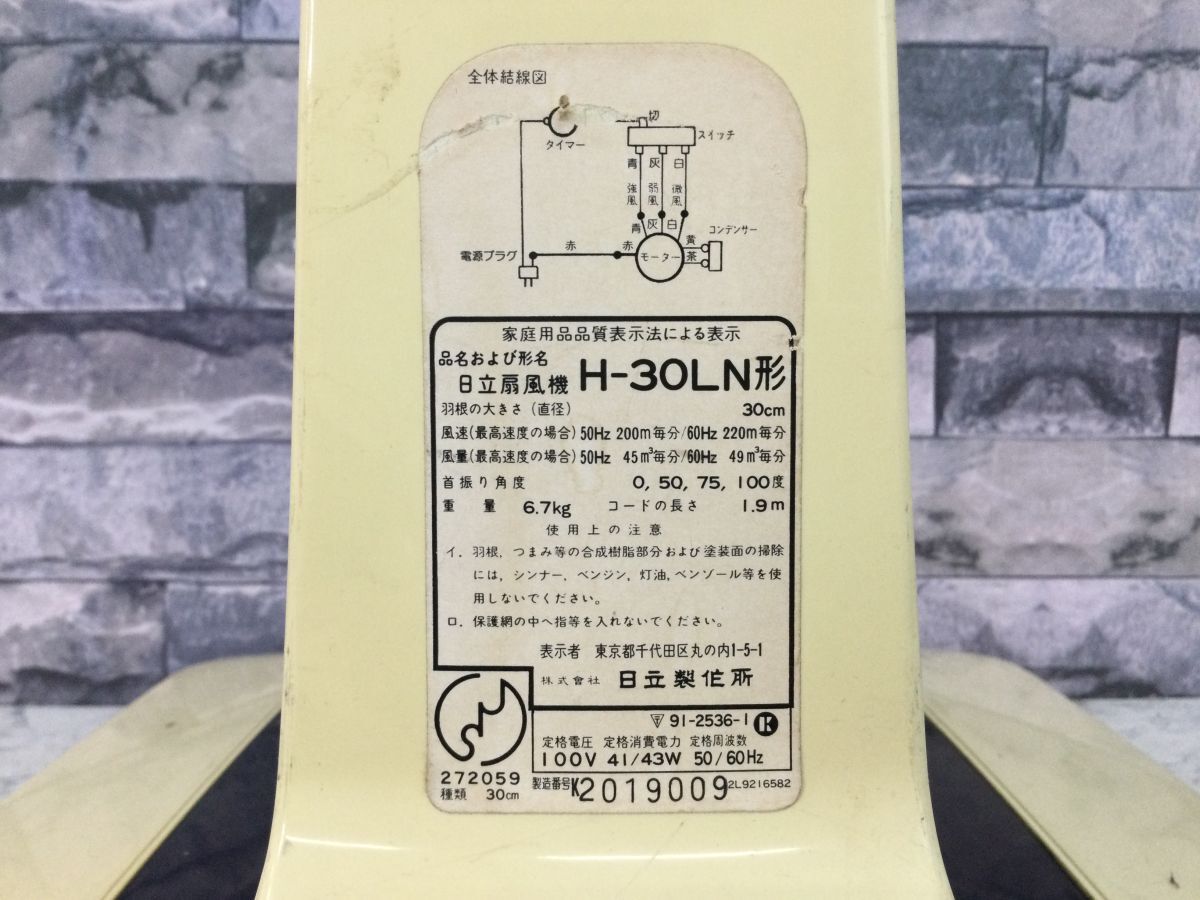 全体結線図
切
スイッチ
タイマー
青 灰 白
強風 弱風 微風
青 灰 白
コンデンサー
黄
茶
電源プラグ
赤 赤
モーター
家庭用品品質表示法による表示
品名および形名
日立扇風機 H-30LN形
羽根の大きさ(直径) 30cm
風速(最高速度の場合) 50Hz 200m毎分/60Hz 220m毎分
風量(最高速度の場合) 50Hz 45m³毎分/60Hz 49m³毎分
首振り角度 0, 50, 75, 100度
重量 6.7kg コードの長さ 1.9m
使用上の注意
イ. 羽根, つまみ等の合成樹脂部分および塗装面の掃除
には, シンナー, ベンジン, 灯油, ベンゾール等を使
用しないでください。
ロ. 保護網の中へ指等を入れないでください。
表示者 東京都千代田区丸の内1-5-1
株式會社 日立製作所
〒 91-2536-1 K
定格電圧 定格消費電力 定格周波数
100V 41/43W 50/60Hz
272059
種類 30cm
製造番号 K2019009 2L9216582